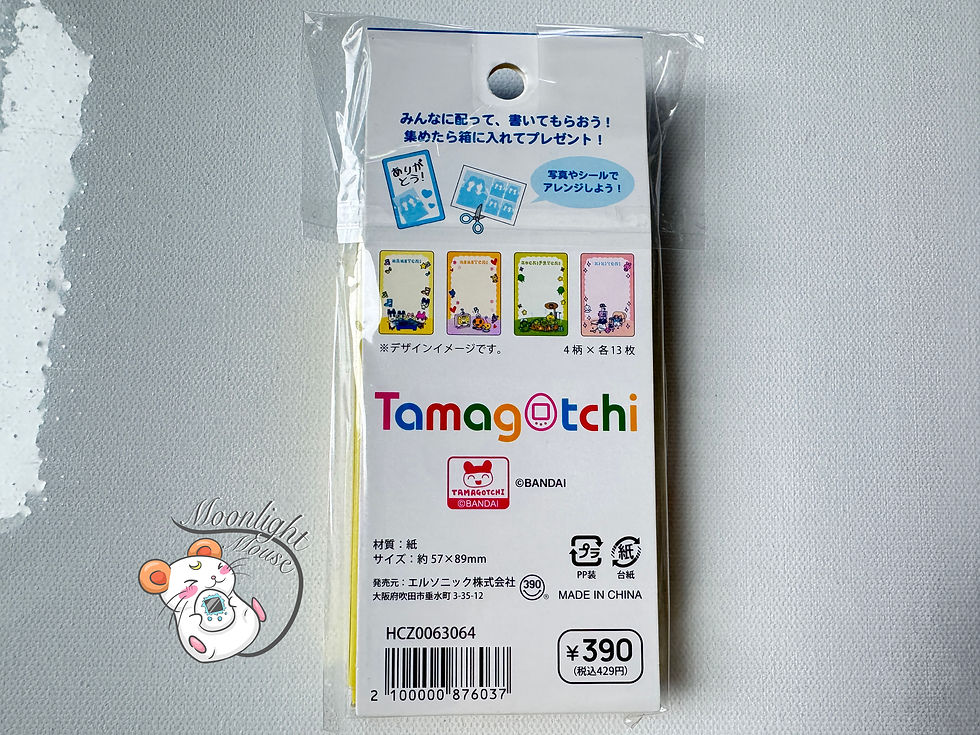 みんなに配って、書いてもらおう！
集めたら箱に入れてプレゼント！
ありが
とう！
写真やシールで
アレンジしよう！
※デザインイメージです。
4柄×各13枚
Tamagotchi
TAMAGOTCHI
©BANDAI
©BANDAI
材質：紙
サイズ：約57×89mm
プラ
PP装
紙
台紙
発売元：エルソニック株式会社
大阪府吹田市垂水町 3-35-12
390
®
MADE IN CHINA
HCZ0063064
2 100000 876037
¥390
(税込429円)
Moonlight
Mouse